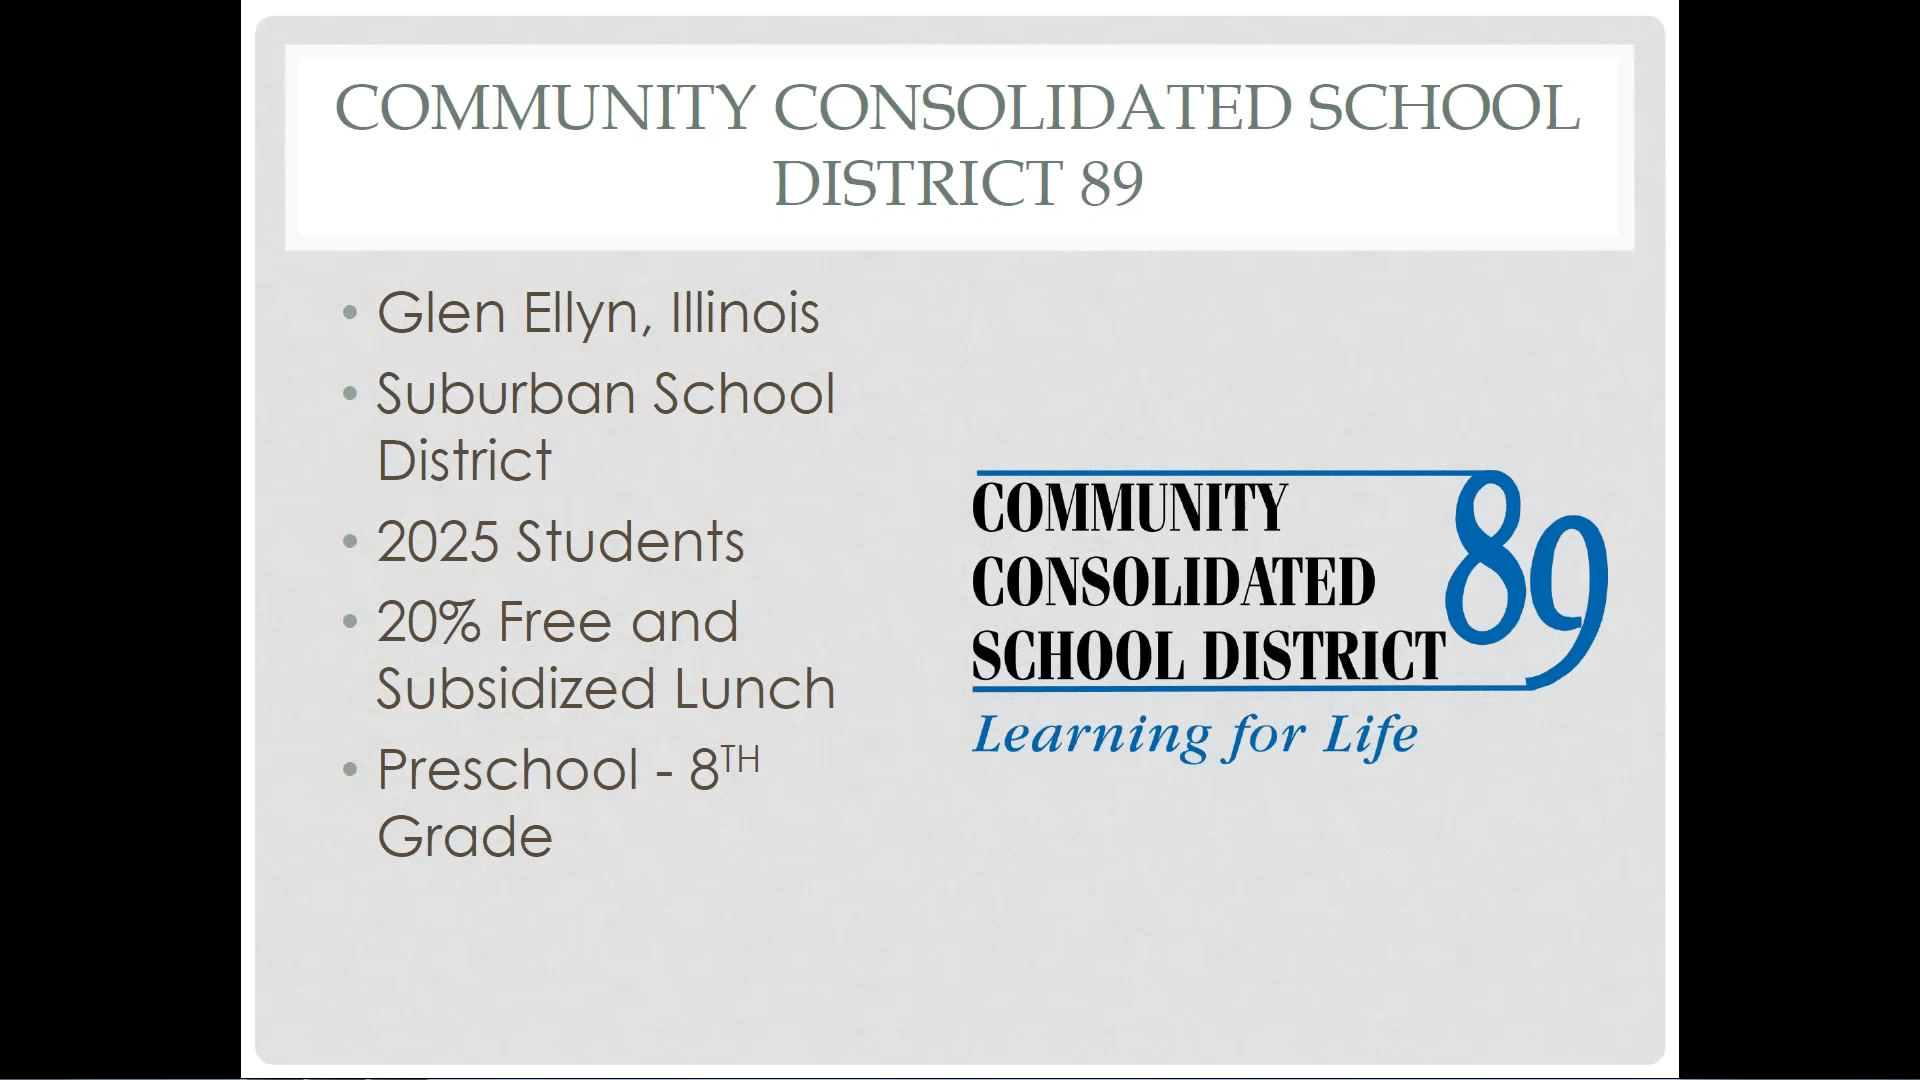 COMMUNITY CONSOLIDATED SCHOOL
DISTRICT 89
• Glen Ellyn, Illinois
• Suburban School
District
• 2025 Students
• 20% Free and
Subsidized Lunch
• Preschool - 8TH
Grade
COMMUNITY
CONSOLIDATED
SCHOOL DISTRICT 89
Learning for Life